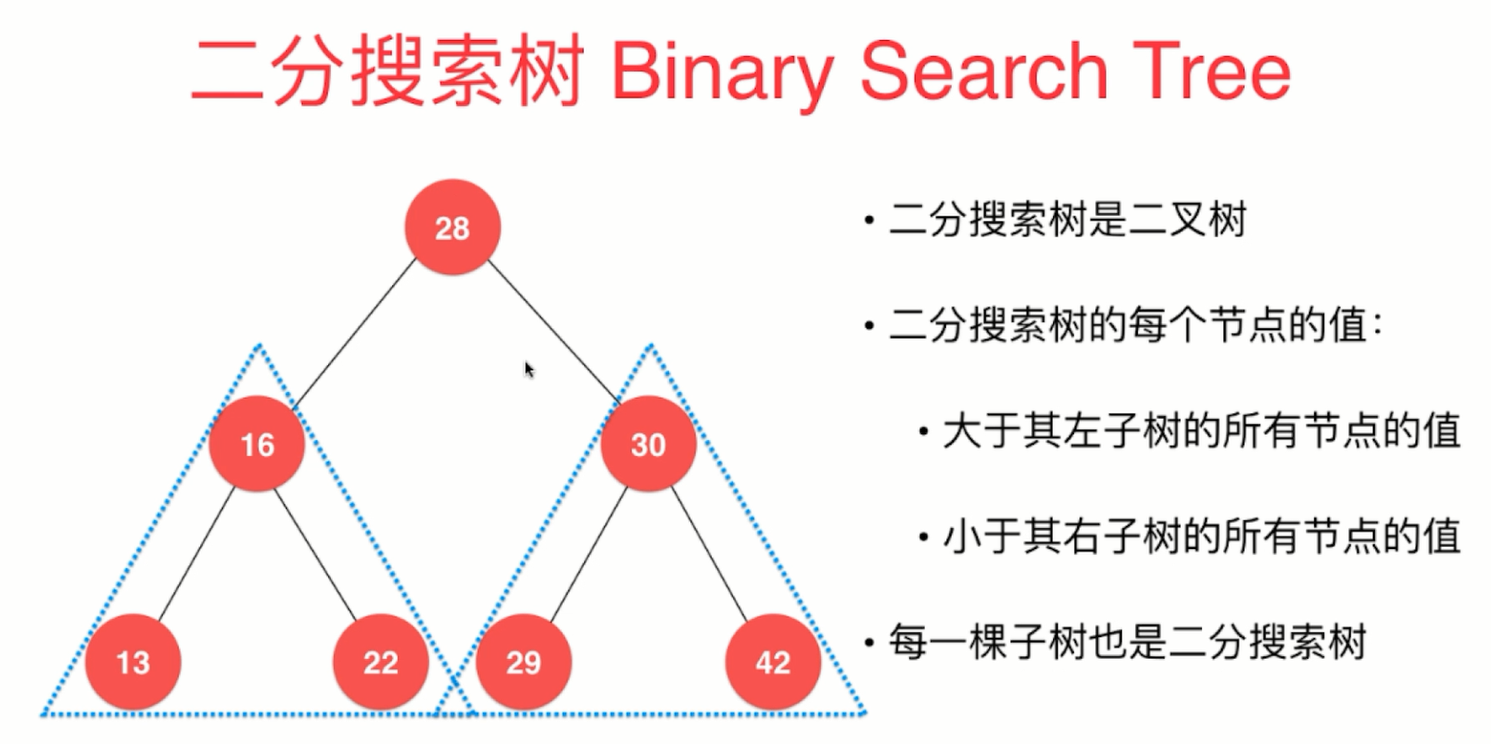 二分搜索树 Binary Search Tree
28
16
30
13
22
29
42
• 二分搜索树是二叉树
• 二分搜索树的每个节点的值：
• 大于其左子树的所有节点的值
• 小于其右子树的所有节点的值
• 每一棵子树也是二分搜索树